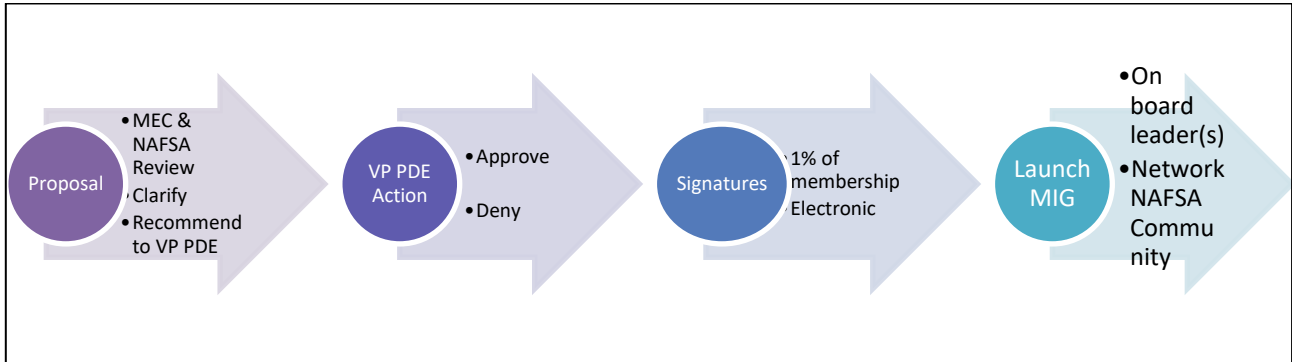 Proposal
•MEC &
NAFSA
Review
•Clarify
•Recommend
to VP PDE
VP PDE
Action
•Approve
•Deny
Signatures
•1% of
membership
•Electronic
Launch
MIG
•On
board
leader(s)
•Network
NAFSA
Commu
nity